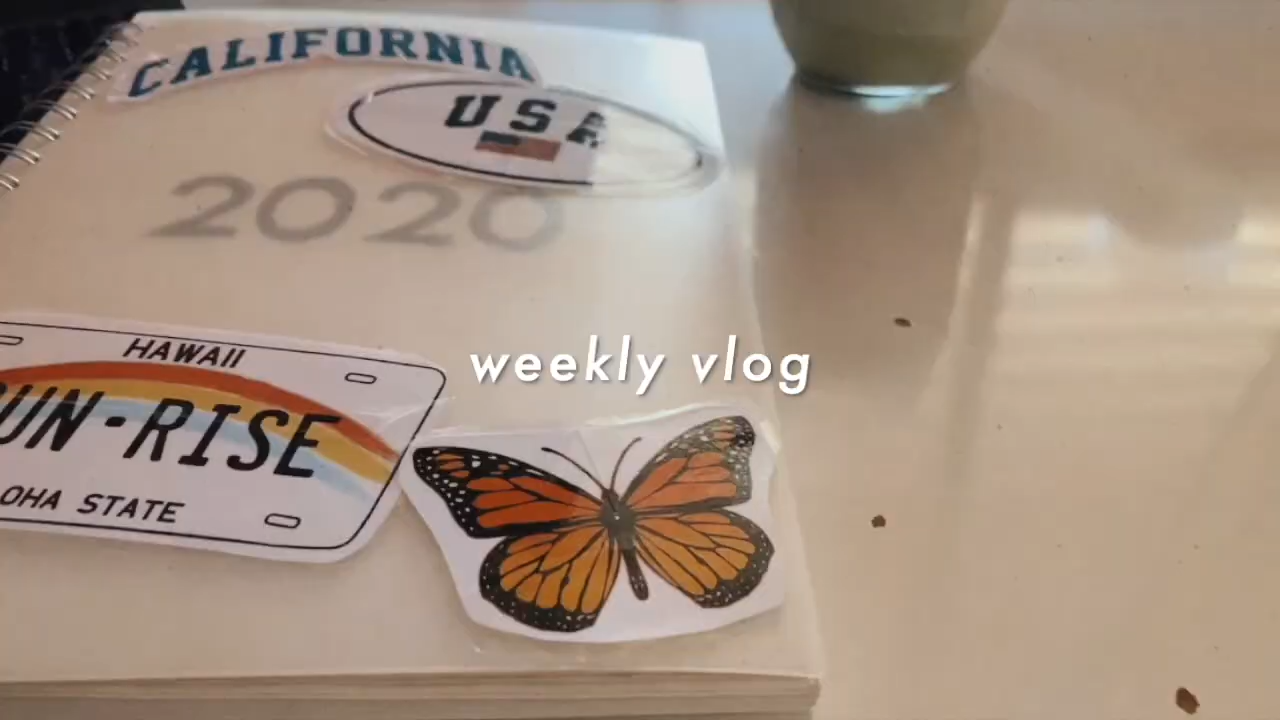 CALIFORNIA
USA
2020
weekly vlog
HAWAII
UN-RISE
OHA STATE